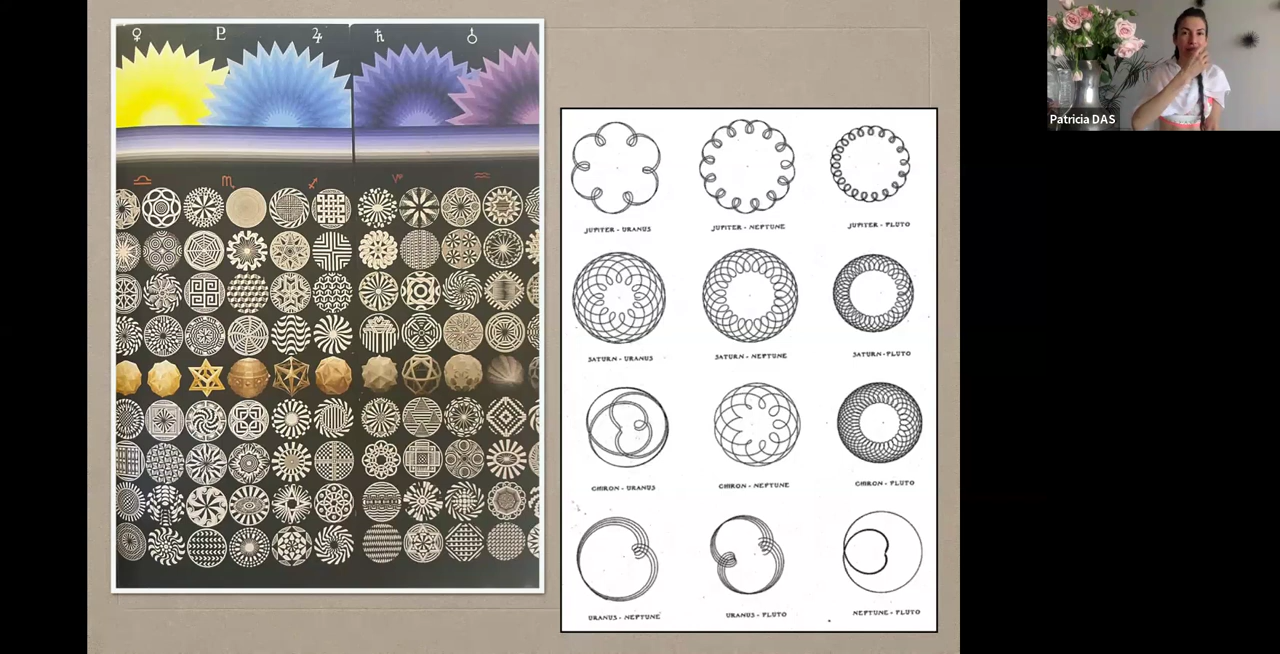 ♀ ♇ ♃ ♄ ♁
♎ ♏ ♐ ♑ ♒
JUPITER - URANUS JUPITER - NEPTUNE JUPITER - PLUTO
SATURN - URANUS SATURN - NEPTUNE SATURN - PLUTO
CHIRON - URANUS CHIRON - NEPTUNE CHIRON - PLUTO
URANUS - NEPTUNE URANUS - PLUTO NEPTUNE - PLUTO
Patricia DAS